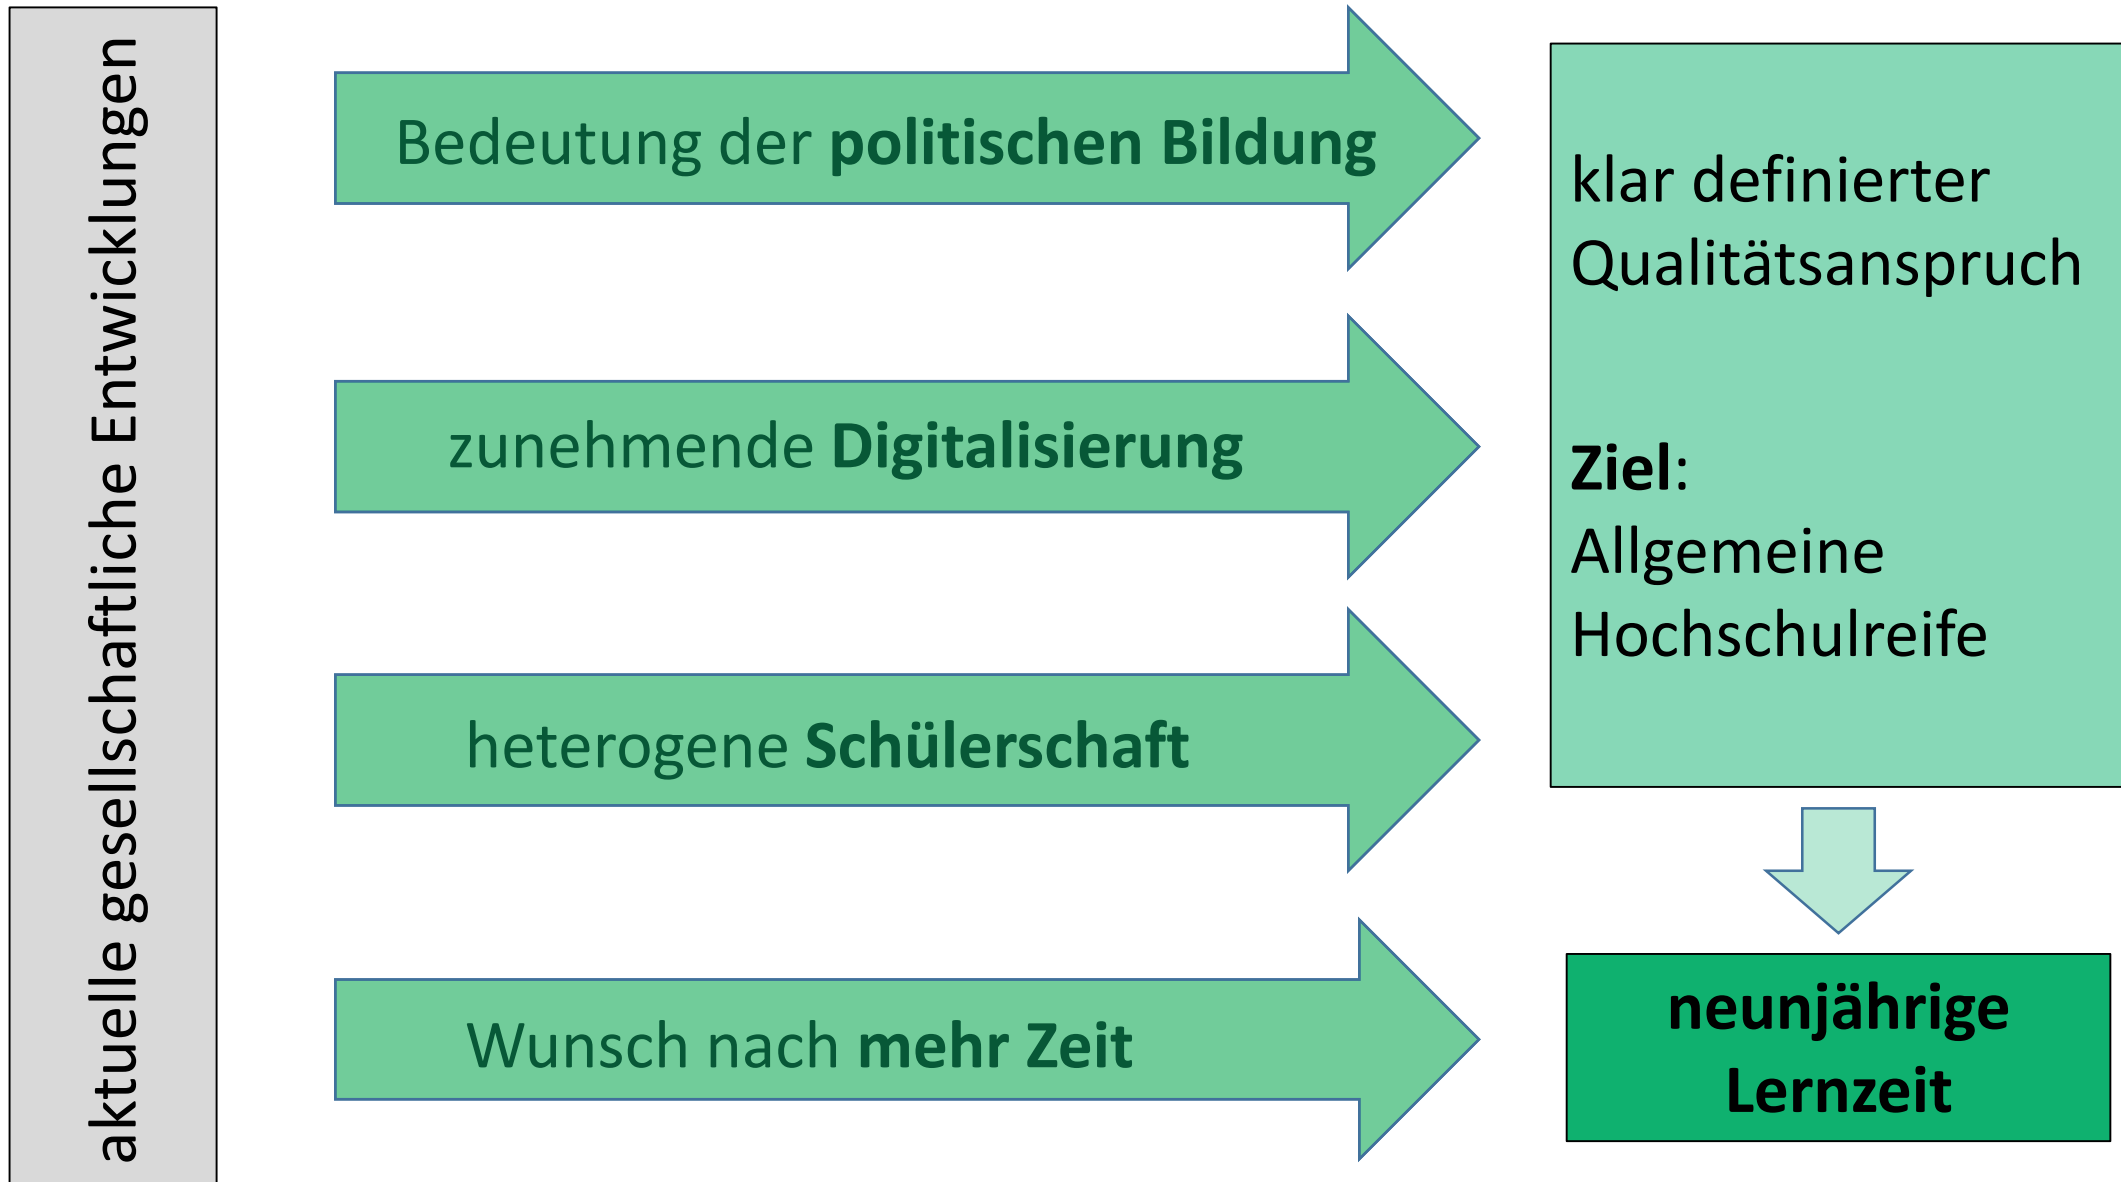 aktuelle gesellschaftliche Entwicklungen
Bedeutung der politischen Bildung
zunehmende Digitalisierung
heterogene Schülerschaft
Wunsch nach mehr Zeit
klar definierter
Qualitätsanspruch
Ziel:
Allgemeine
Hochschulreife
neunjährige
Lernzeit